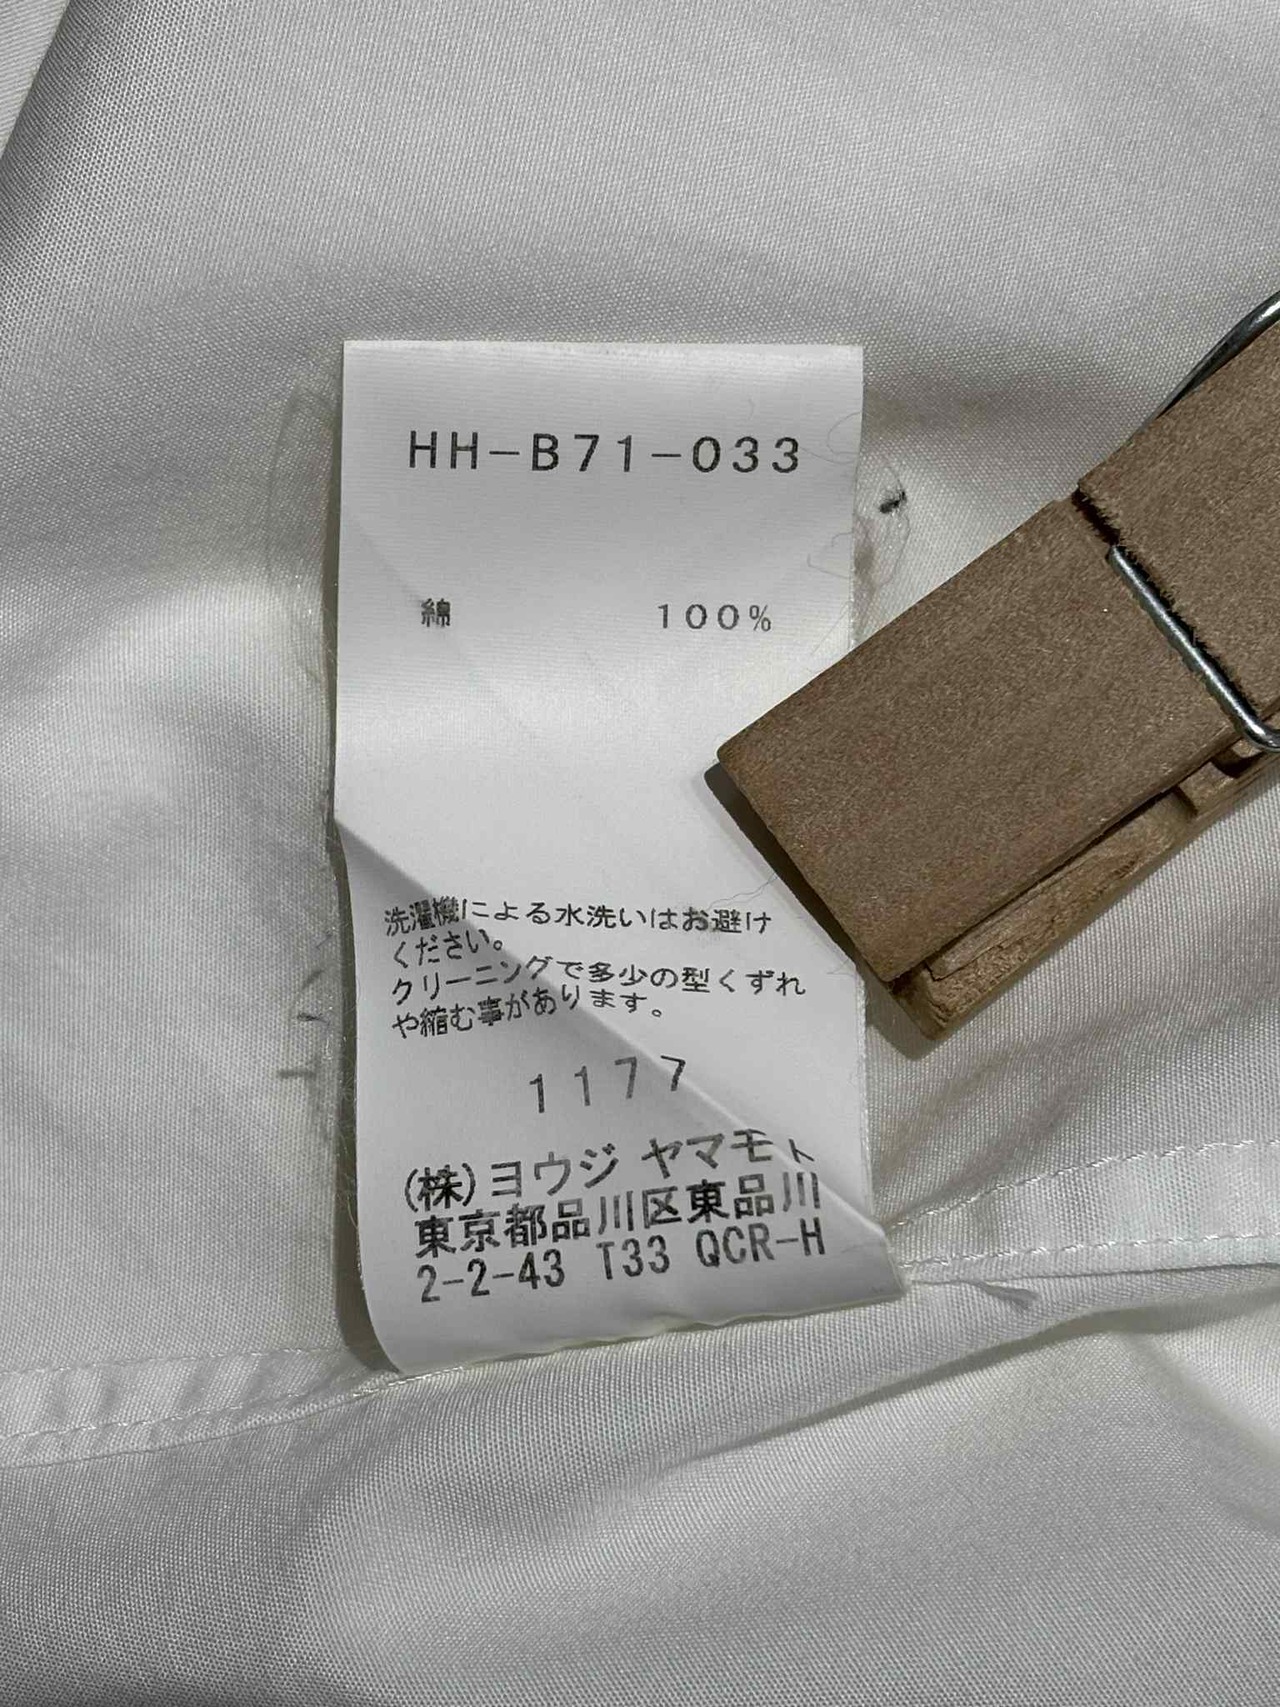 HH-B71-033
綿 100%
洗濯機による水洗いはお避け
ください。
クリーニングで多少の型くずれ
や縮む事があります。
1177
(株)ヨウジ ヤマモト
東京都品川区東品川
2-2-43 T33 QCR-H